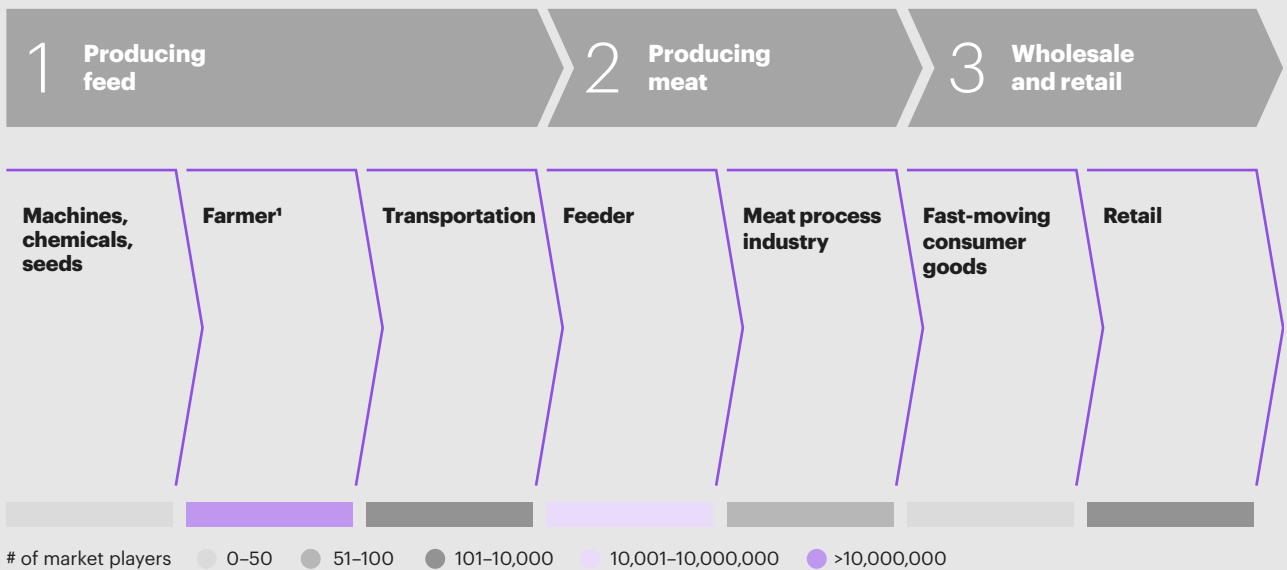 1 Producing
feed
2 Producing
meat
3 Wholesale
and retail
Machines,
chemicals,
seeds
Farmer¹
Transportation
Feeder
Meat process
industry
Fast-moving
consumer
goods
Retail
# of market players 0–50 51–100 101–10,000 10,001–10,000,000 >10,000,000